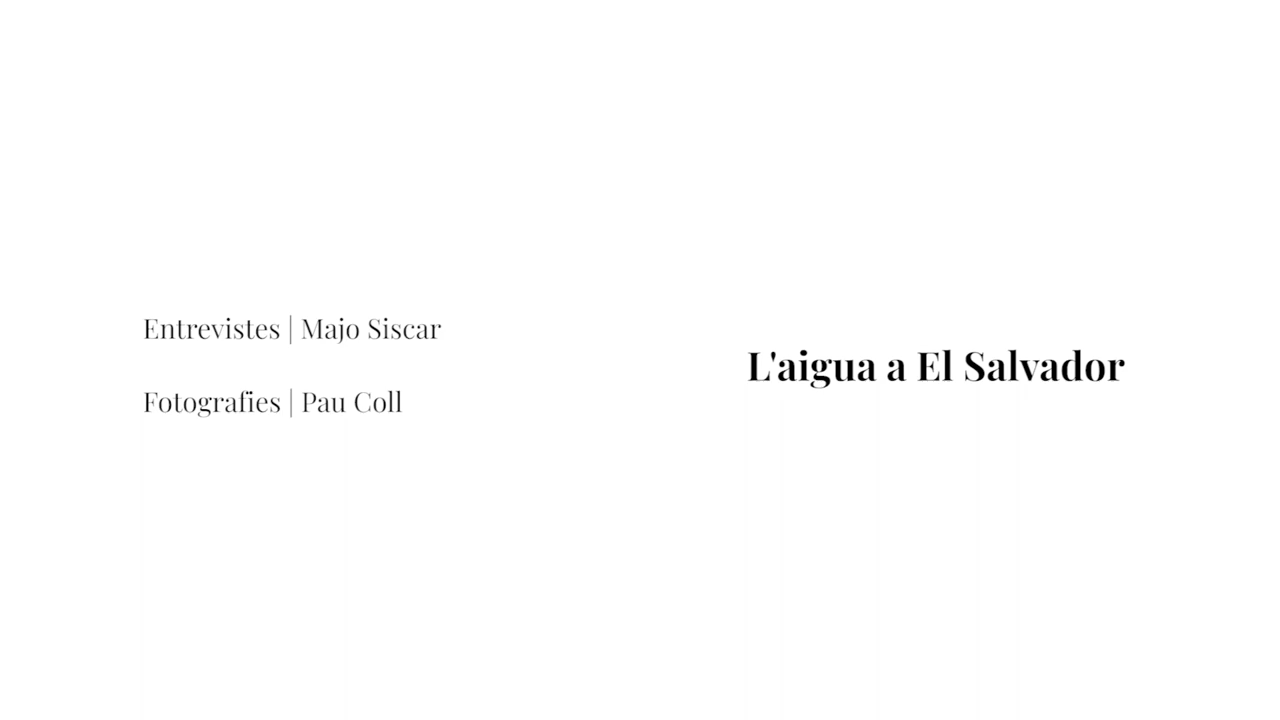 Entrevistes | Majo Siscar
Fotografies | Pau Coll
L'aigua a El Salvador